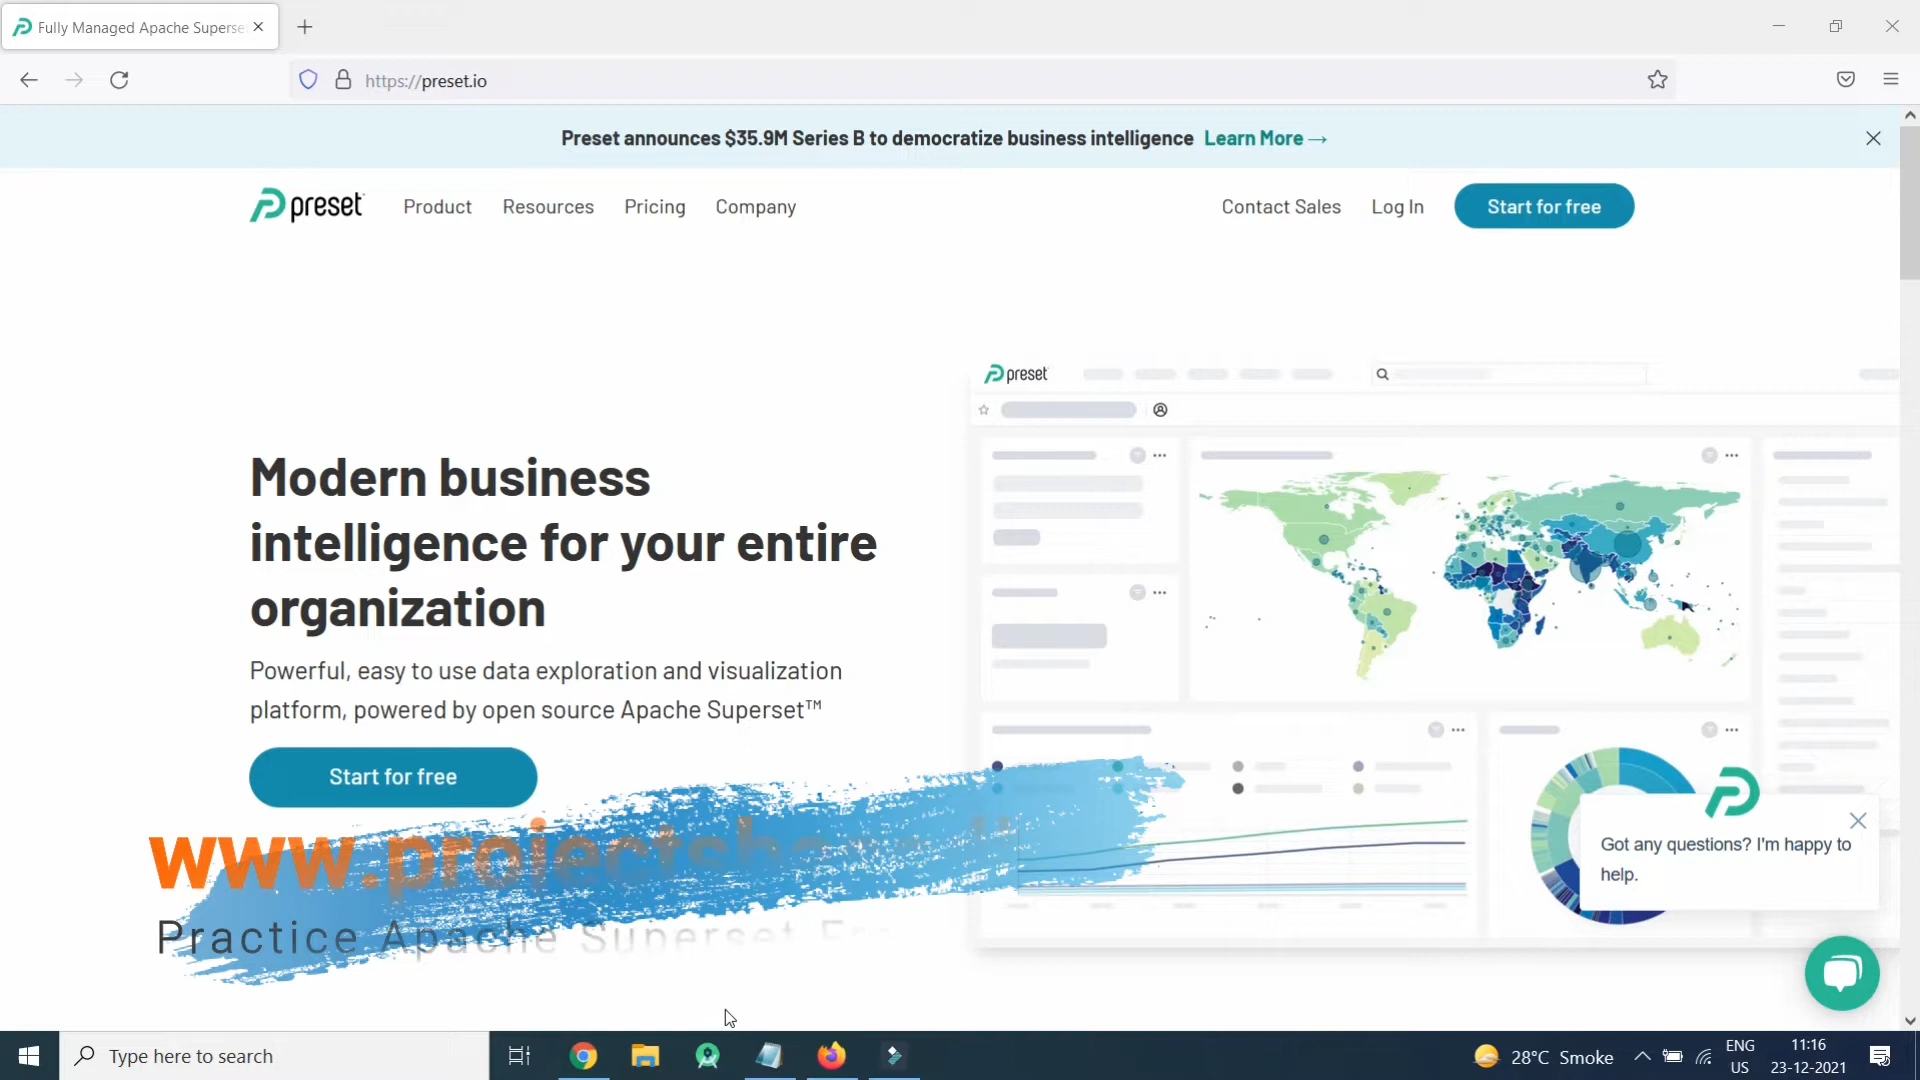 Fully Managed Apache Superse
https://preset.io
Preset announces $35.9M Series B to democratize business intelligence Learn More →
preset Product Resources Pricing Company Contact Sales Log In Start for free
preset
Modern business
intelligence for your entire
organization
Powerful, easy to use data exploration and visualization
platform, powered by open source Apache Superset™
Start for free
Got any questions? I'm happy to
help.
Practice Apache Superset
Type here to search
28°C Smoke
ENG
US
11:16
23-12-2021